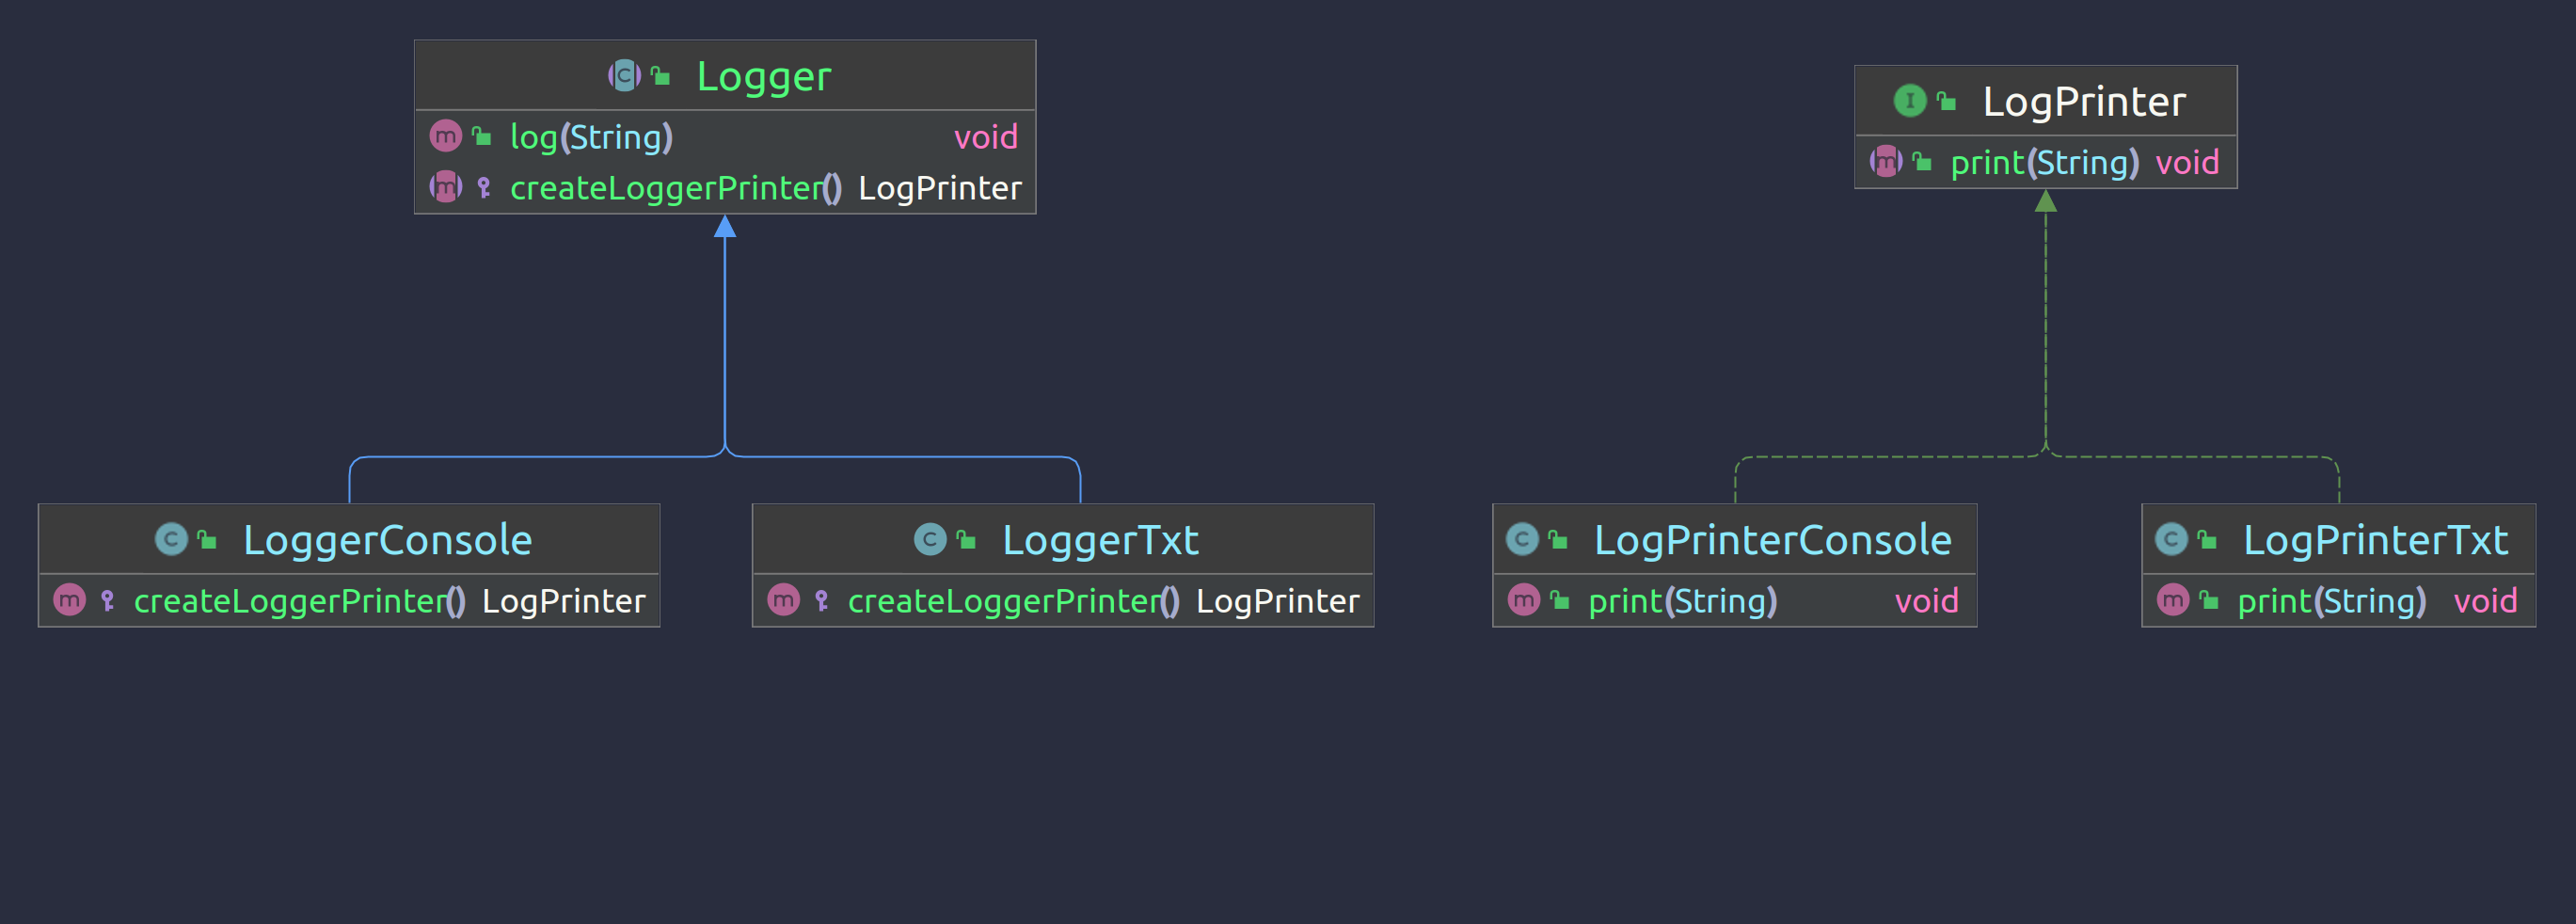 Logger
log(String) void
createLoggerPrinter() LogPrinter
LogPrinter
print(String) void
LoggerConsole
createLoggerPrinter() LogPrinter
LoggerTxt
createLoggerPrinter() LogPrinter
LogPrinterConsole
print(String) void
LogPrinterTxt
print(String) void